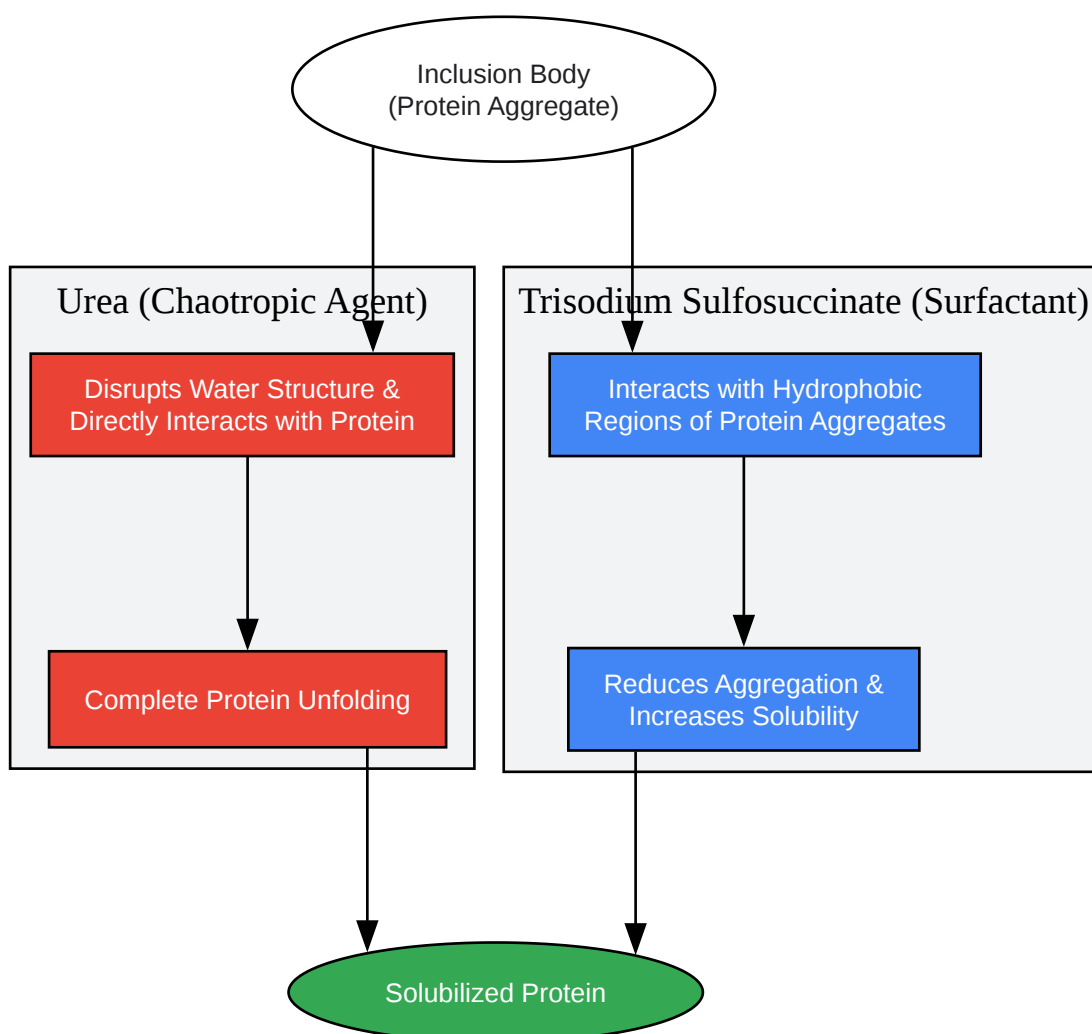 Inclusion Body
(Protein Aggregate)
Urea (Chaotropic Agent)
Disrupts Water Structure &
Directly Interacts with Protein
Complete Protein Unfolding
Trisodium Sulfosuccinate (Surfactant)
Interacts with Hydrophobic
Regions of Protein Aggregates
Reduces Aggregation &
Increases Solubility
Solubilized Protein